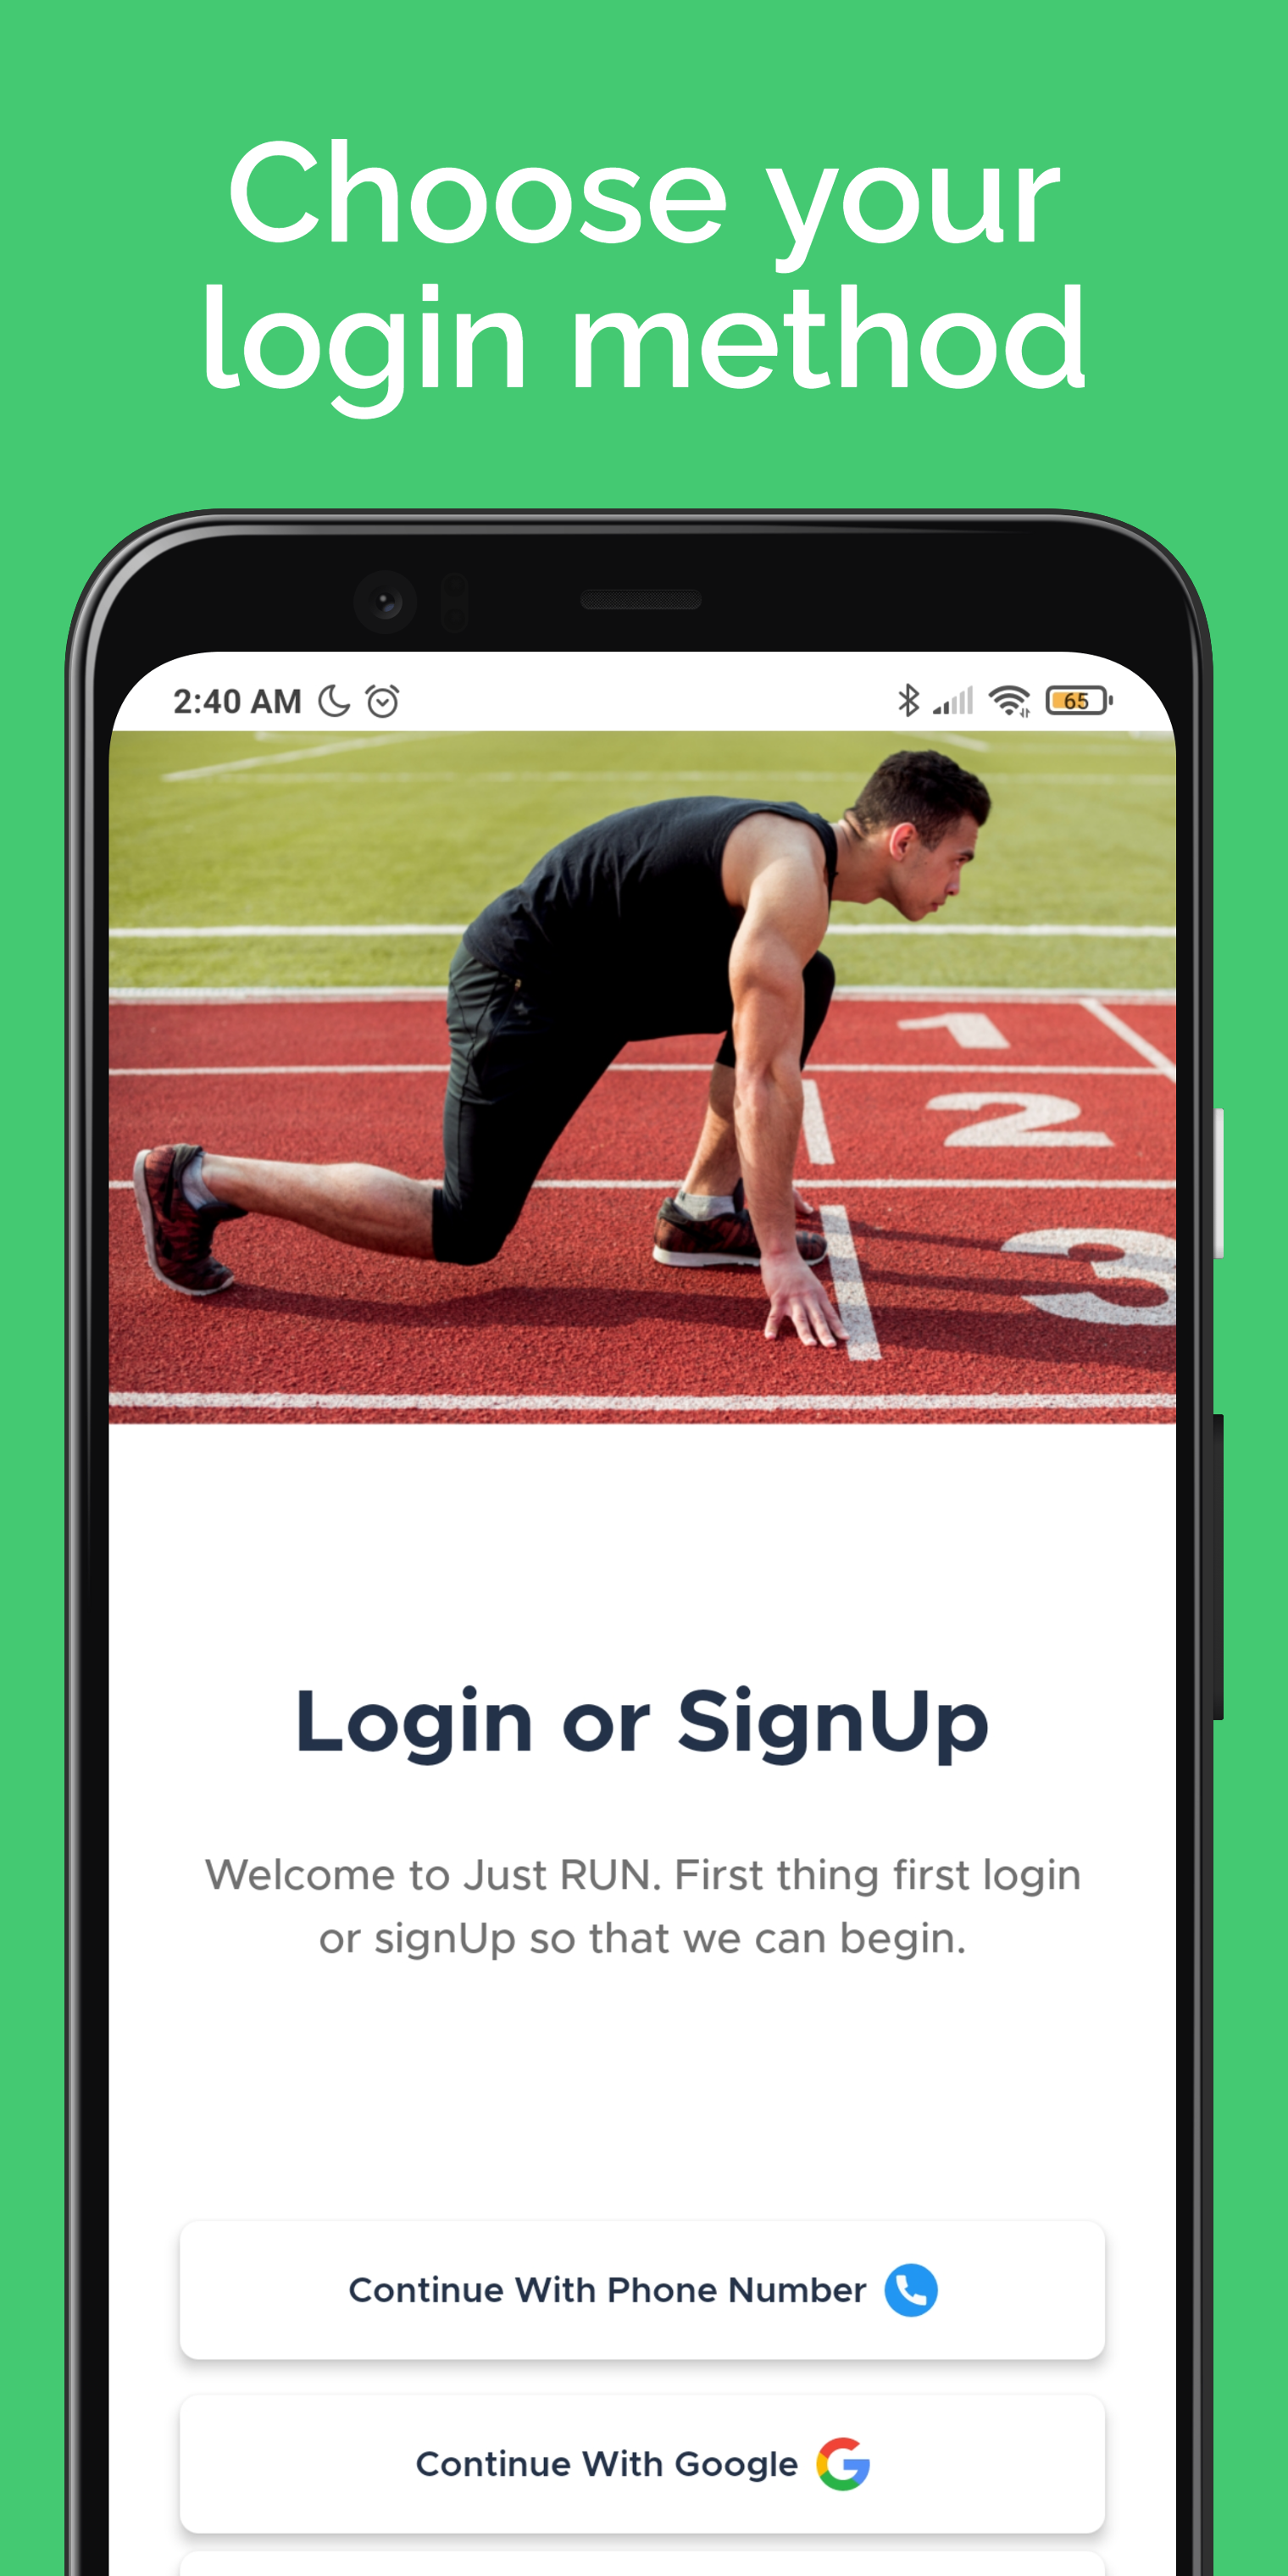 Choose your
login method
2:40 AM
65
1
2
3
Login or SignUp
Welcome to Just RUN. First thing first login
or signUp so that we can begin.
Continue With Phone Number
Continue With Google